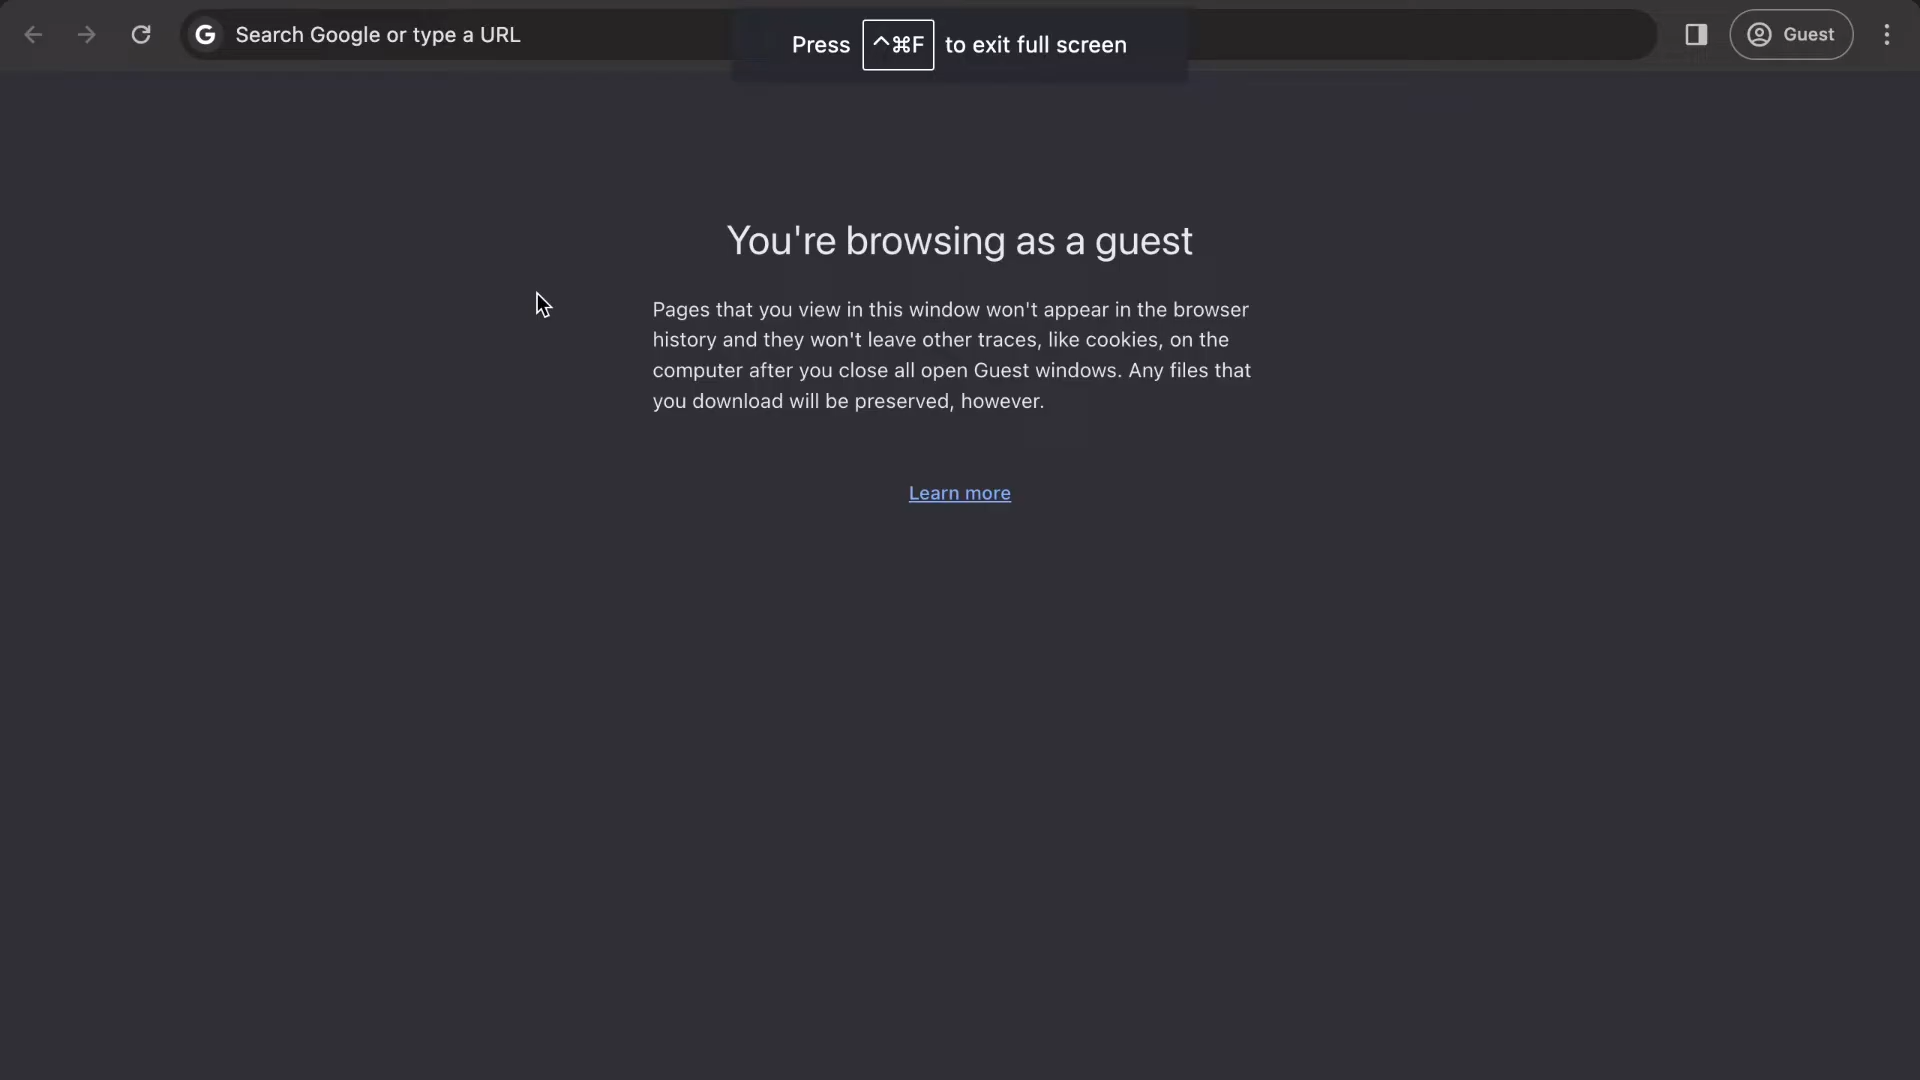 Search Google or type a URL
Press ^⌘F to exit full screen
Guest
You're browsing as a guest
Pages that you view in this window won't appear in the browser
history and they won't leave other traces, like cookies, on the
computer after you close all open Guest windows. Any files that
you download will be preserved, however.
Learn more